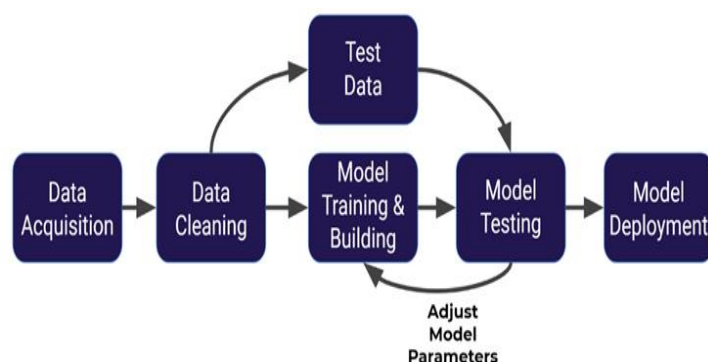 Test
Data
Data
Acquisition
Data
Cleaning
Model
Training &
Building
Model
Testing
Model
Deployment
Adjust
Model
Parameters